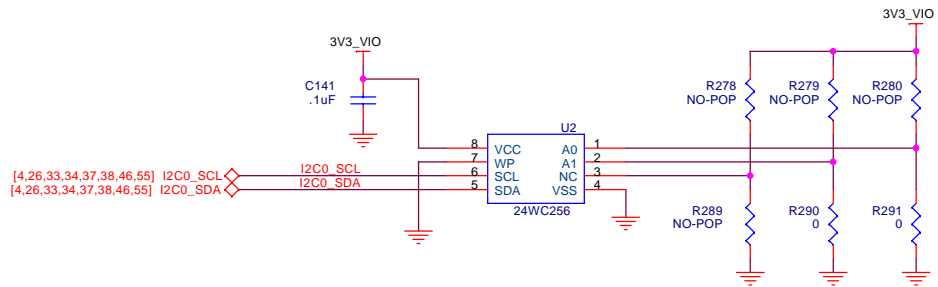 3V3_VIO
3V3_VIO
C141
.1uF
R278
NO-POP
R279
NO-POP
R280
NO-POP
U2
8 VCC A0 1
7 WP A1 2
[4,26,33,34,37,38,46,55] I2C0_SCL I2C0_SCL 6 SCL NC 3
[4,26,33,34,37,38,46,55] I2C0_SDA I2C0_SDA 5 SDA VSS 4
24WC256
R289
NO-POP
R290
0
R291
0